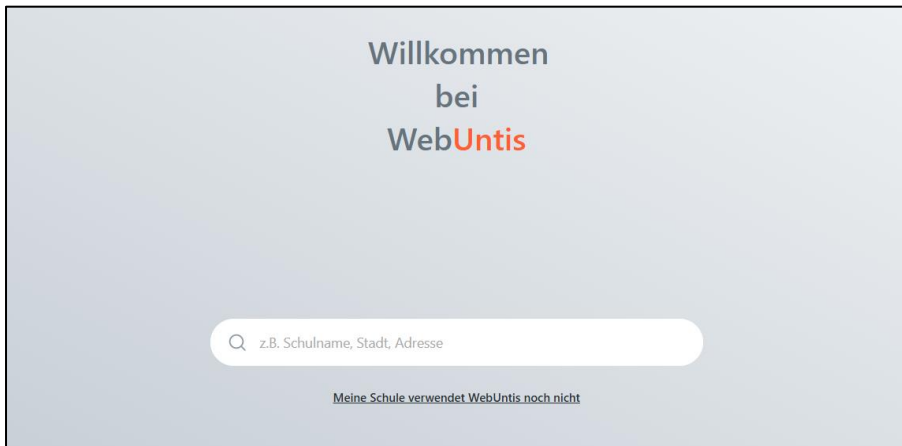 Willkommen
bei
WebUntis
z.B. Schulname, Stadt, Adresse
Meine Schule verwendet WebUntis noch nicht